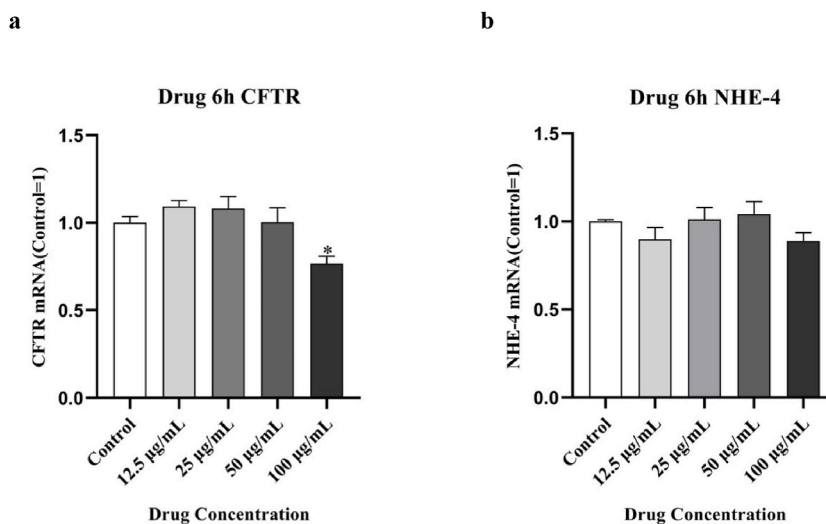 a
Drug 6h CFTR
CFTR mRNA(Control=1)
1.5
1.0
0.5
0.0
*
Control
12.5 μg/mL
25 μg/mL
50 μg/mL
100 μg/mL
Drug Concentration
b
Drug 6h NHE-4
NHE-4 mRNA(Control=1)
1.5
1.0
0.5
0.0
Control
12.5 μg/mL
25 μg/mL
50 μg/mL
100 μg/mL
Drug Concentration